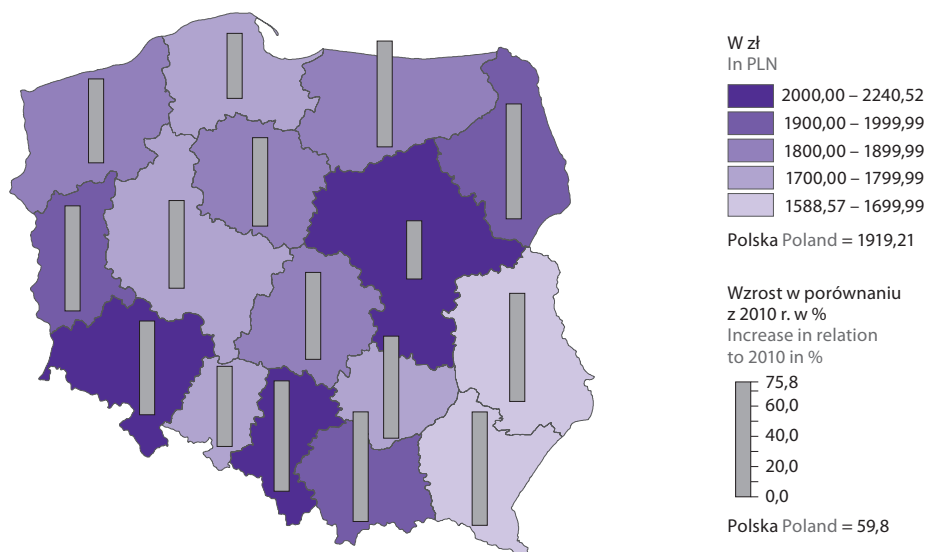 W zł
In PLN
2000,00 – 2240,52
1900,00 – 1999,99
1800,00 – 1899,99
1700,00 – 1799,99
1588,57 – 1699,99
Polska Poland = 1919,21
Wzrost w porównaniu
z 2010 r. w %
Increase in relation
to 2010 in %
75,8
60,0
40,0
20,0
0,0
Polska Poland = 59,8